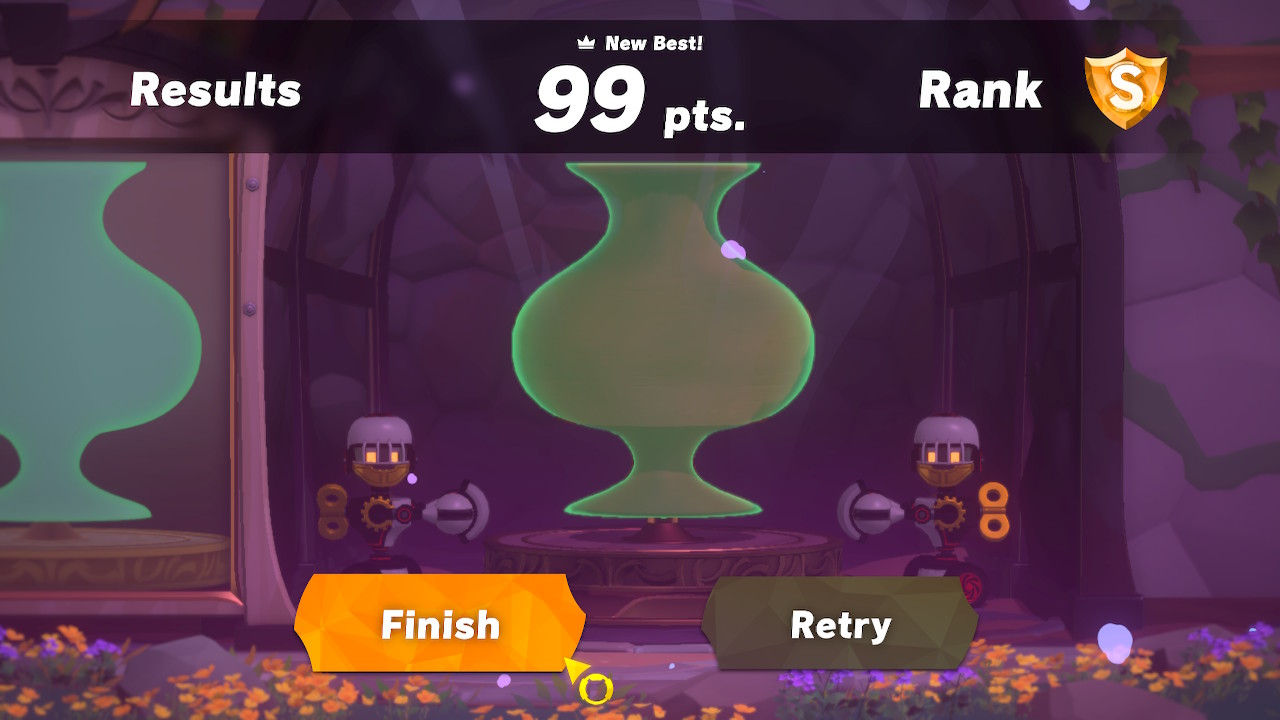 New Best!
Results
99 pts.
Rank
S
Finish
Retry